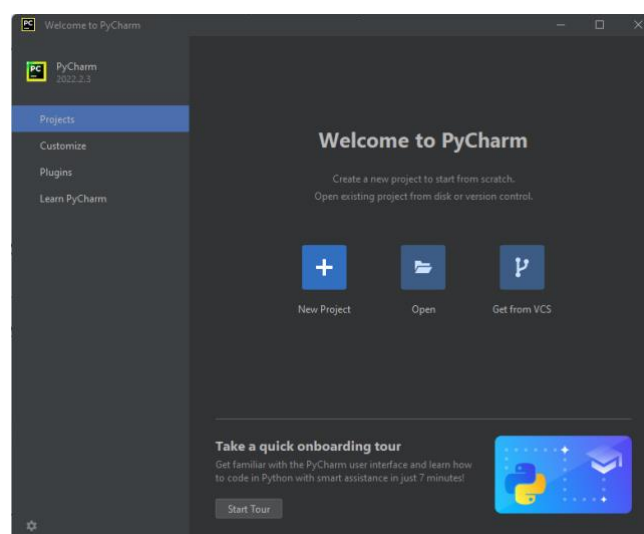 Welcome to PyCharm
PyCharm
2022.2.3
Projects
Customize
Plugins
Learn PyCharm
Welcome to PyCharm
Create a new project to start from scratch.
Open existing project from disk or version control.
New Project
Open
Get from VCS
Take a quick onboarding tour
Get familiar with the PyCharm user interface and learn how
to code in Python with smart assistance in just 7 minutes!
Start Tour